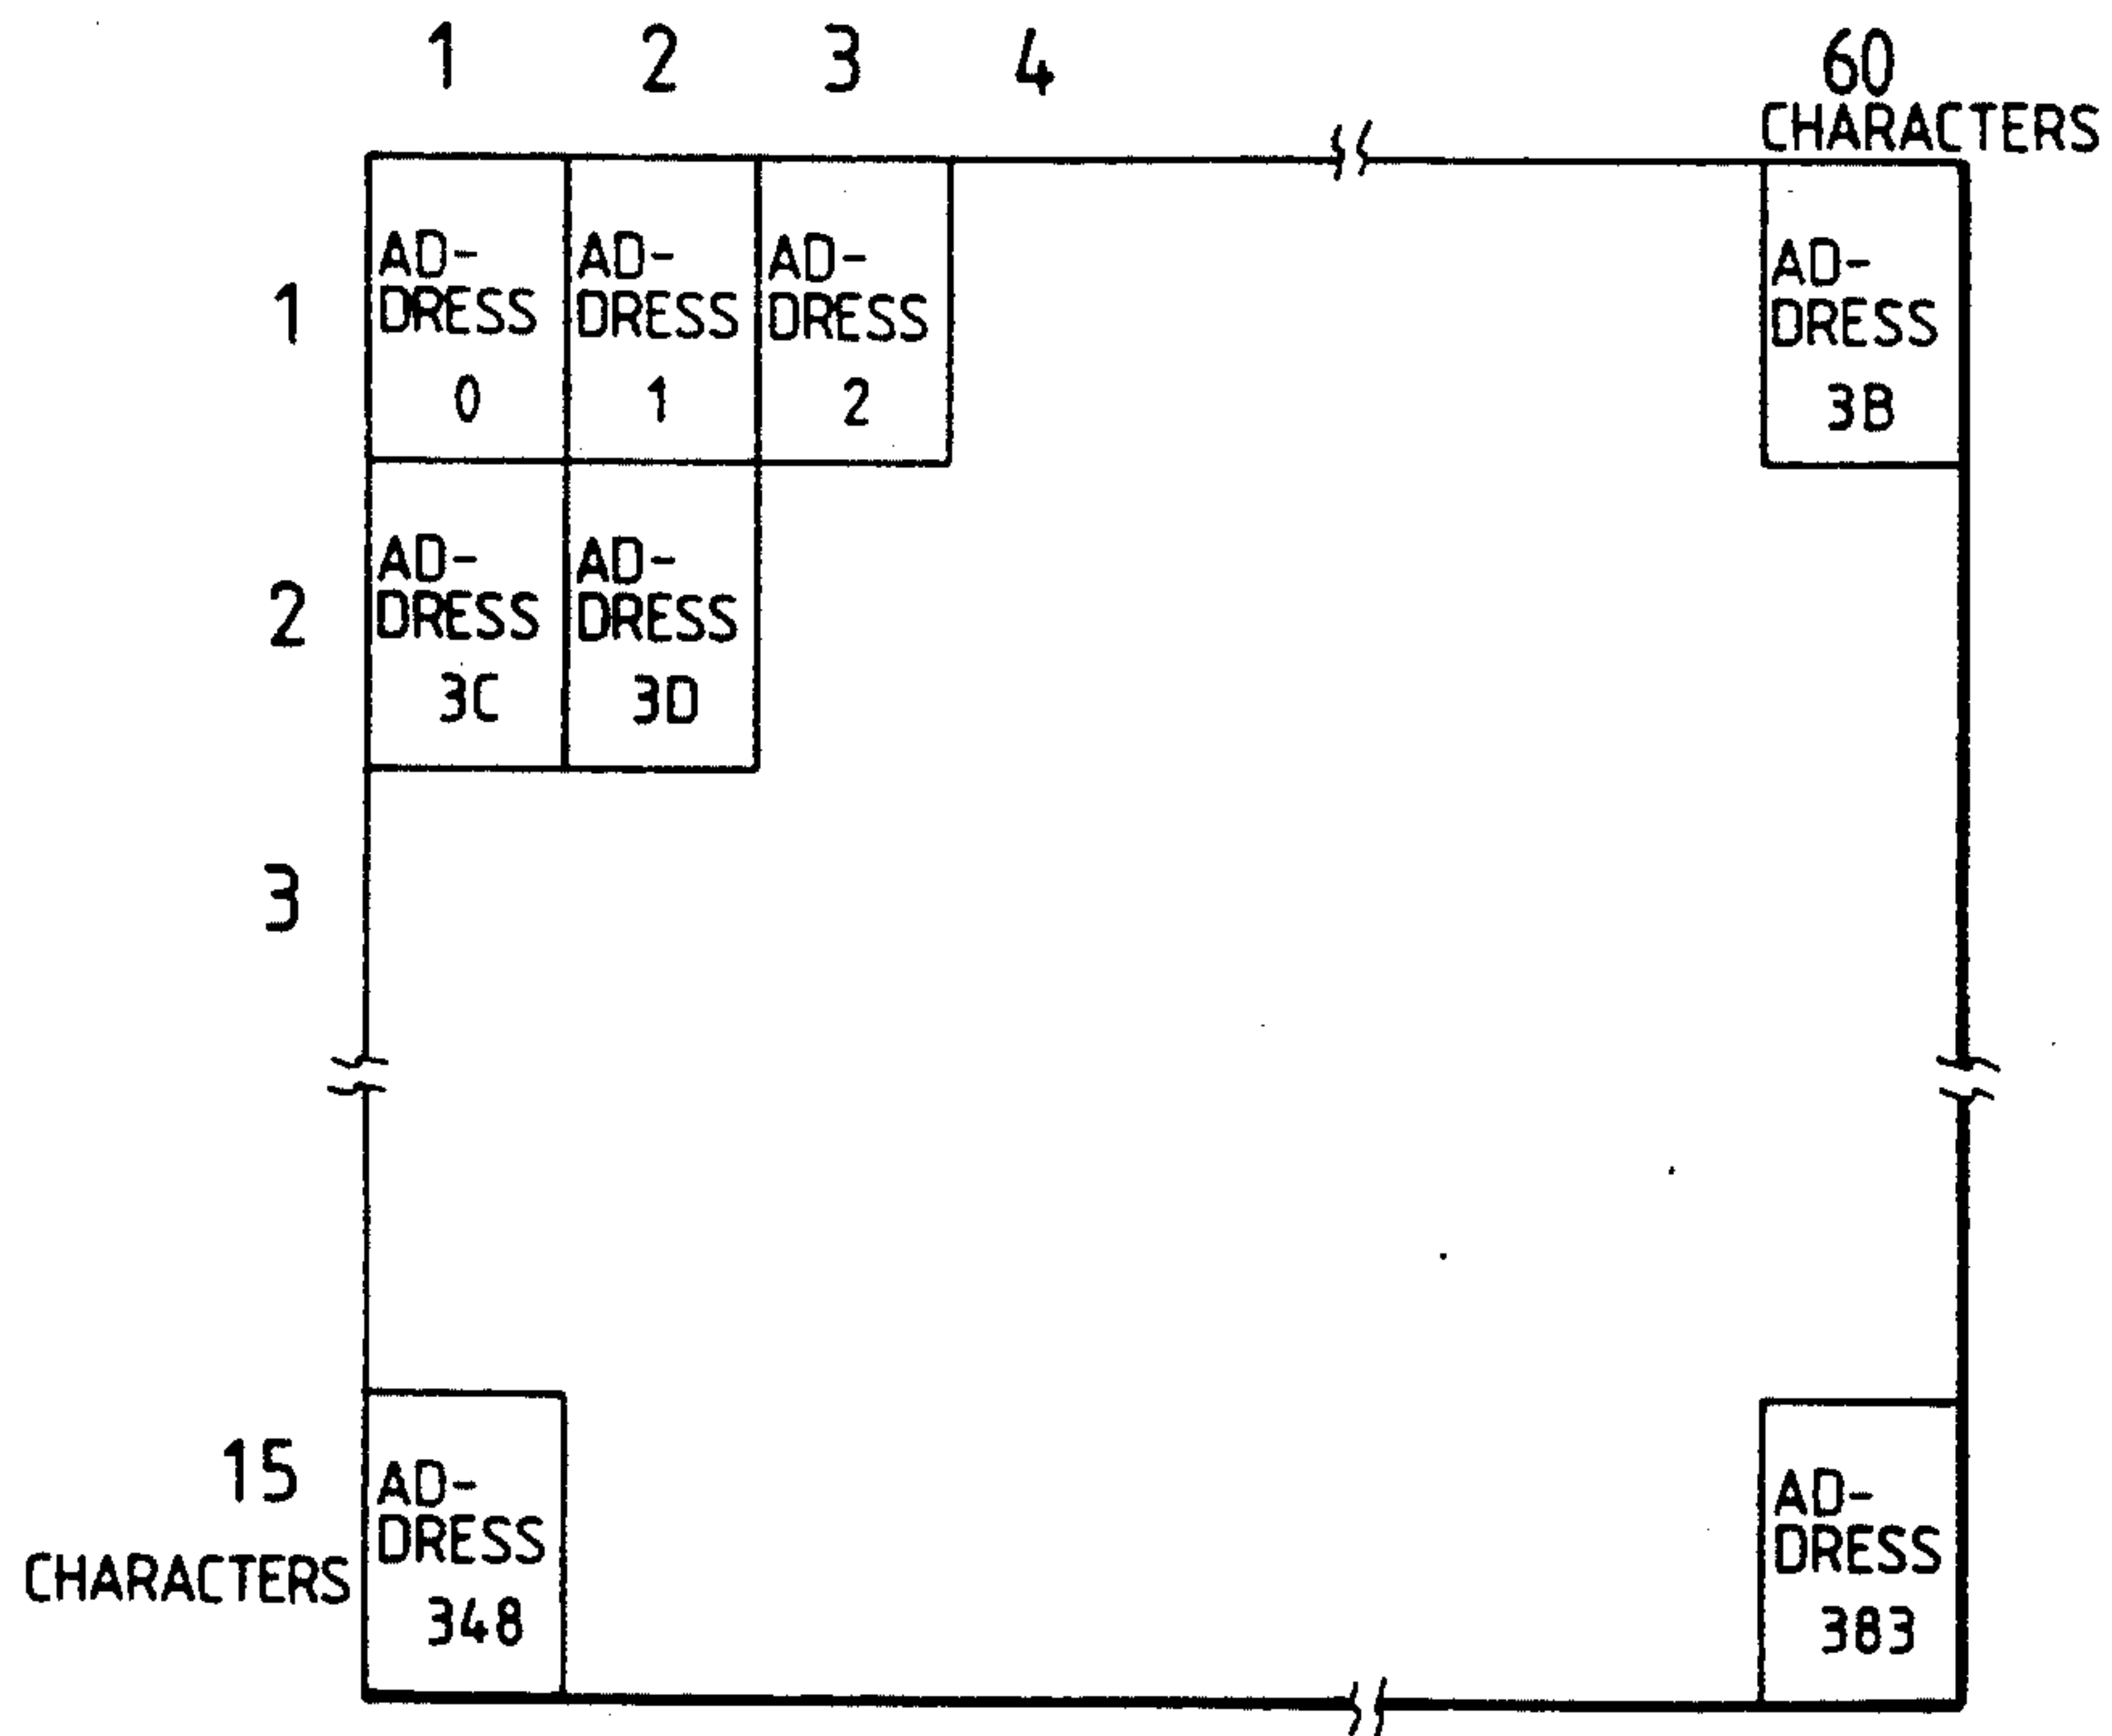 1 2 3 4 60
CHARACTERS
1
AD-
DRESS
0
AD-
DRESS
1
AD-
DRESS
2
AD-
DRESS
3B
2
AD-
DRESS
3C
AD-
DRESS
3D
3
15
CHARACTERS
AD-
DRESS
348
AD-
DRESS
383